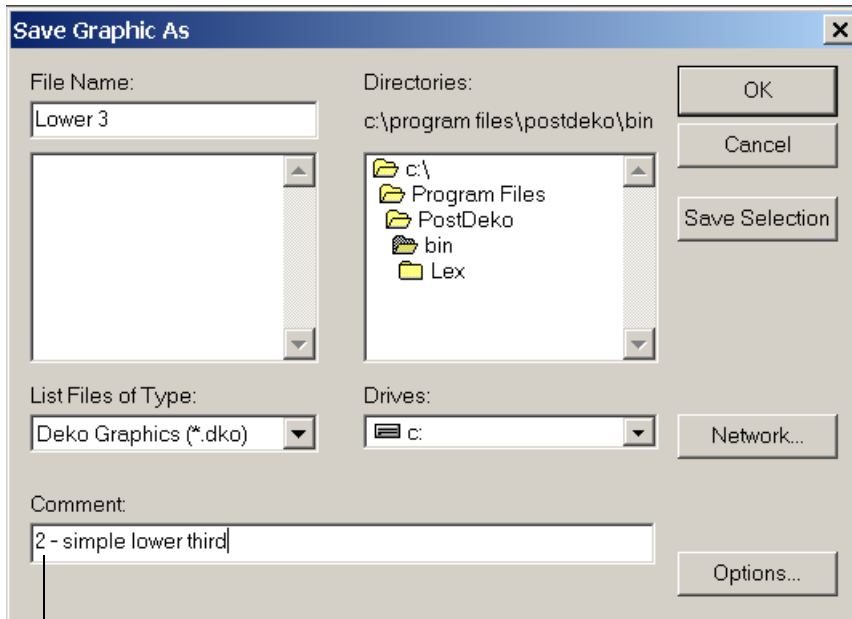 Save Graphic As
File Name:
Lower 3
Directories:
c:\program files\postdeko\bin
c:\
Program Files
PostDeko
bin
Lex
OK
Cancel
Save Selection
List Files of Type:
Deko Graphics (*.dko)
Drives:
c:
Network...
Comment:
2 - simple lower third
Options...